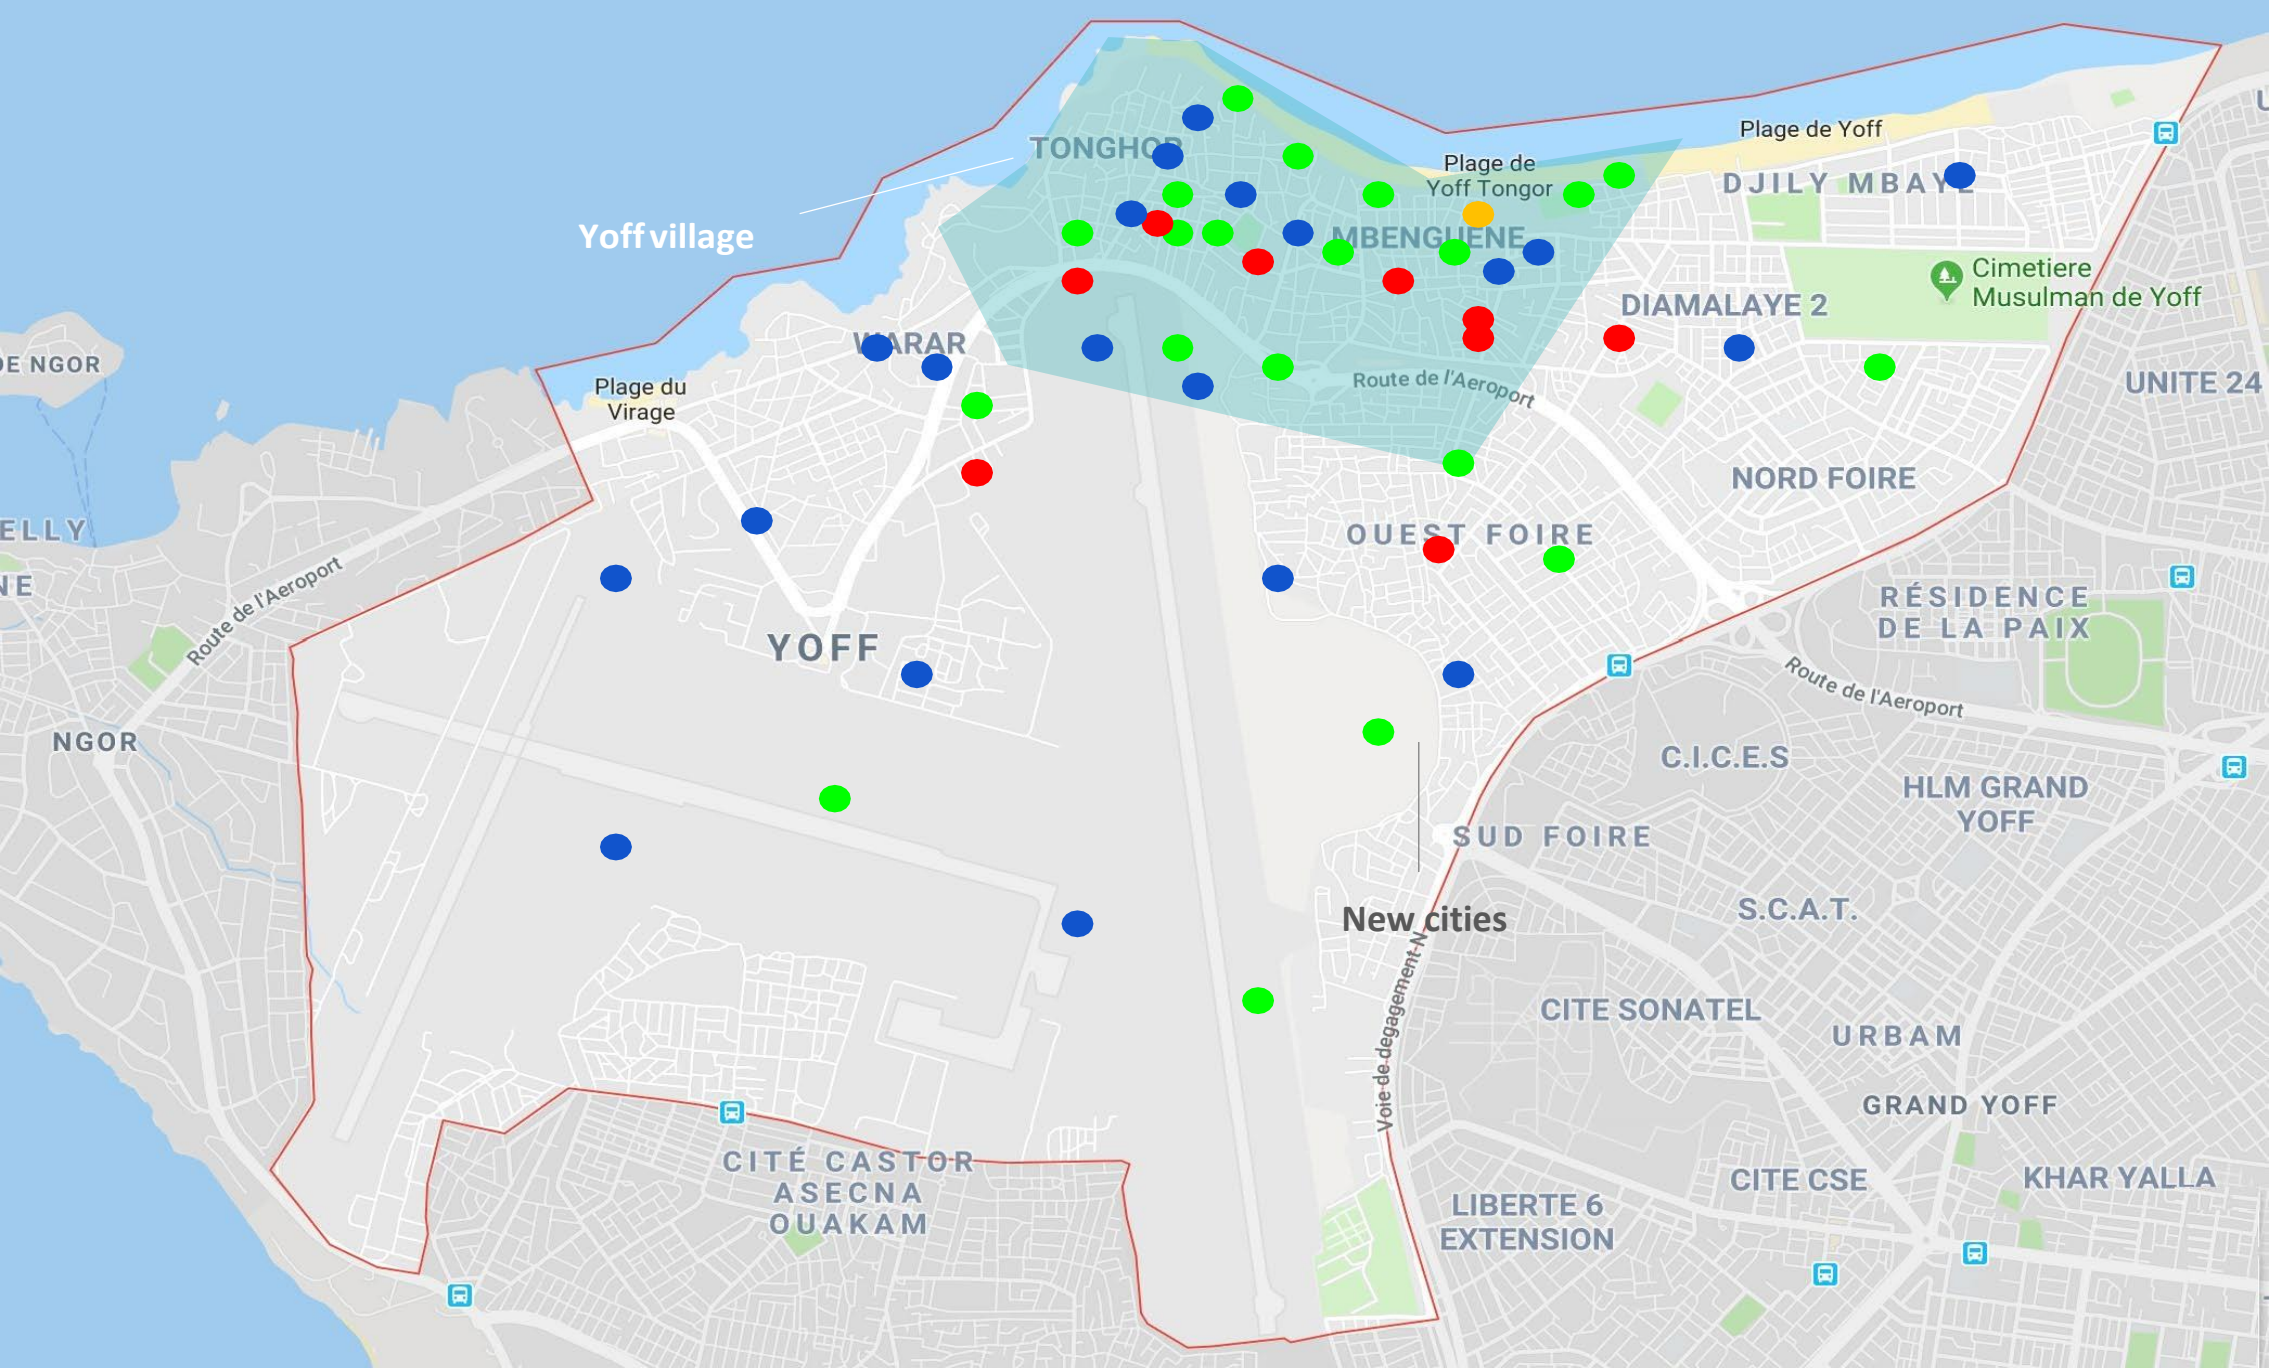 Plage de Yoff
TONGHOR
Plage de
Yoff Tongor
DJILY MBAYE
Yoff village
MBENGUENE
Cimetiere
Musulman de Yoff
DIAMALAYE 2
WARAR
DE NGOR
Plage du
Virage
Route de l'Aeroport
UNITE 24
NORD FOIRE
ELLY
OUEST FOIRE
NE
Route de l'Aeroport
RÉSIDENCE
DE LA PAIX
YOFF
Route de l'Aeroport
NGOR
C.I.C.E.S
HLM GRAND
YOFF
SUD FOIRE
New cities
S.C.A.T.
Voie de degagement N
CITE SONATEL
URBAM
GRAND YOFF
CITÉ CASTOR
ASECNA
OUAKAM
CITE CSE
KHAR YALLA
LIBERTE 6
EXTENSION